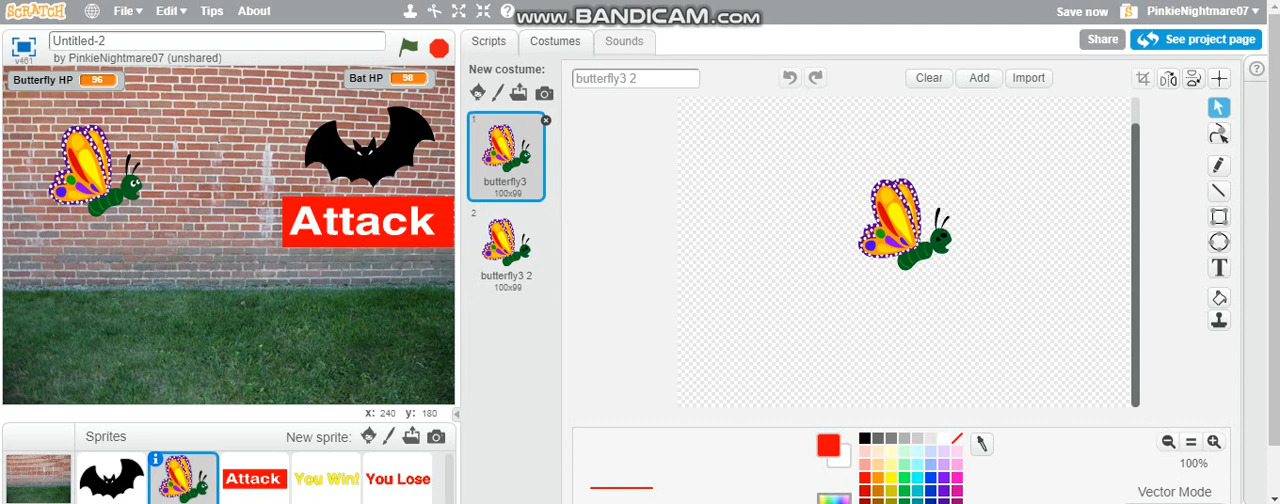 SCRATCH File Edit Tips About www.BANDICAM.com Save now PinkieNightmare07
Untitled-2
by PinkieNightmare07 (unshared)
v461
Scripts Costumes Sounds Share See project page
Butterfly HP 96 Bat HP 98
New costume:
butterfly3 2 Clear Add Import
1
butterfly3
100x99
2
butterfly3 2
100x99
Attack
T
x: 240 y: 180
Sprites New sprite:
Attack You Win! You Lose
100%
Vector Mode